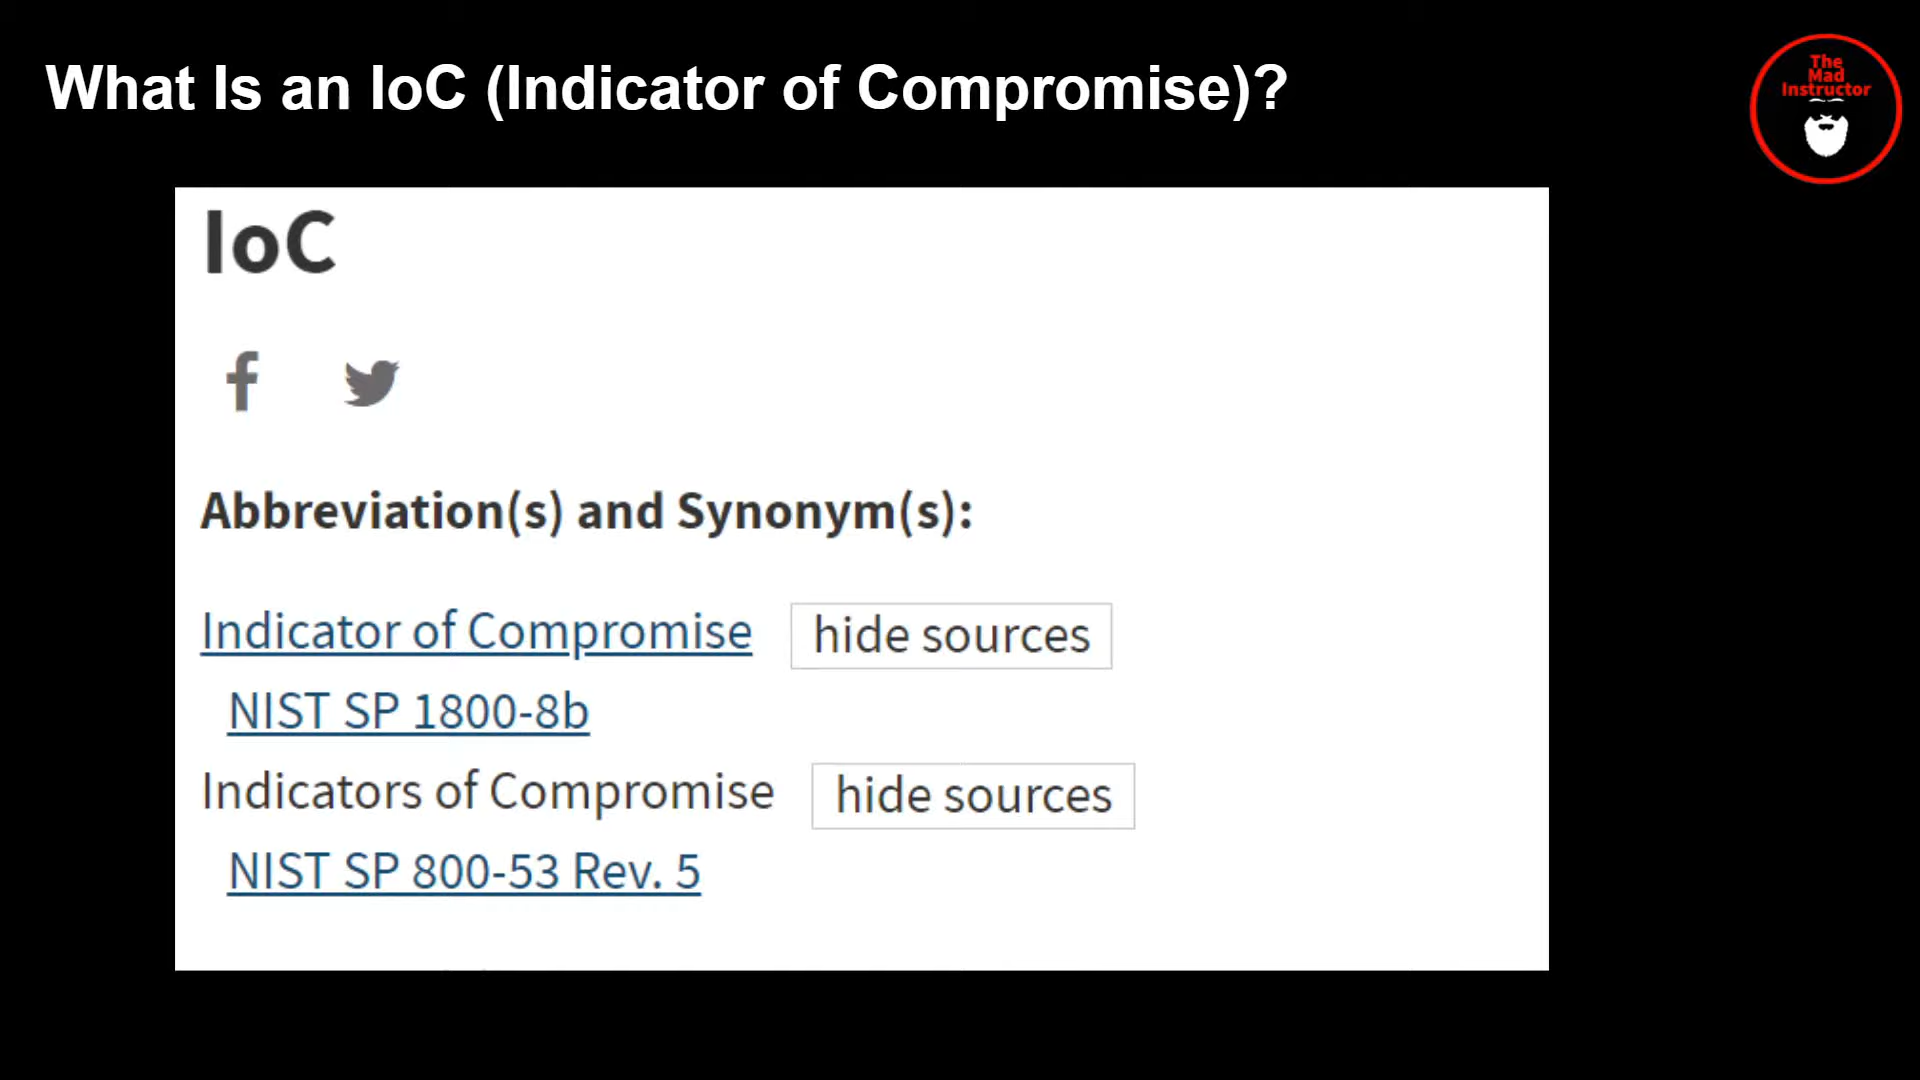 What Is an IoC (Indicator of Compromise)?
The
Mad
Instructor
IoC
Abbreviation(s) and Synonym(s):
Indicator of Compromise hide sources
NIST SP 1800-8b
Indicators of Compromise hide sources
NIST SP 800-53 Rev. 5